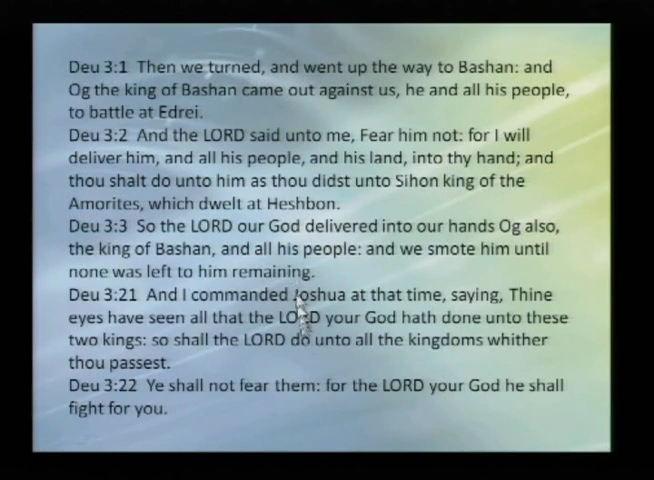 Deu 3:1  Then we turned, and went up the way to Bashan: and
Og the king of Bashan came out against us, he and all his people,
to battle at Edrei.
Deu 3:2  And the LORD said unto me, Fear him not: for I will
deliver him, and all his people, and his land, into thy hand; and
thou shalt do unto him as thou didst unto Sihon king of the
Amorites, which dwelt at Heshbon.
Deu 3:3  So the LORD our God delivered into our hands Og also,
the king of Bashan, and all his people: and we smote him until
none was left to him remaining.
Deu 3:21  And I commanded Joshua at that time, saying, Thine
eyes have seen all that the LORD your God hath done unto these
two kings: so shall the LORD do unto all the kingdoms whither
thou passest.
Deu 3:22  Ye shall not fear them: for the LORD your God he shall
fight for you.